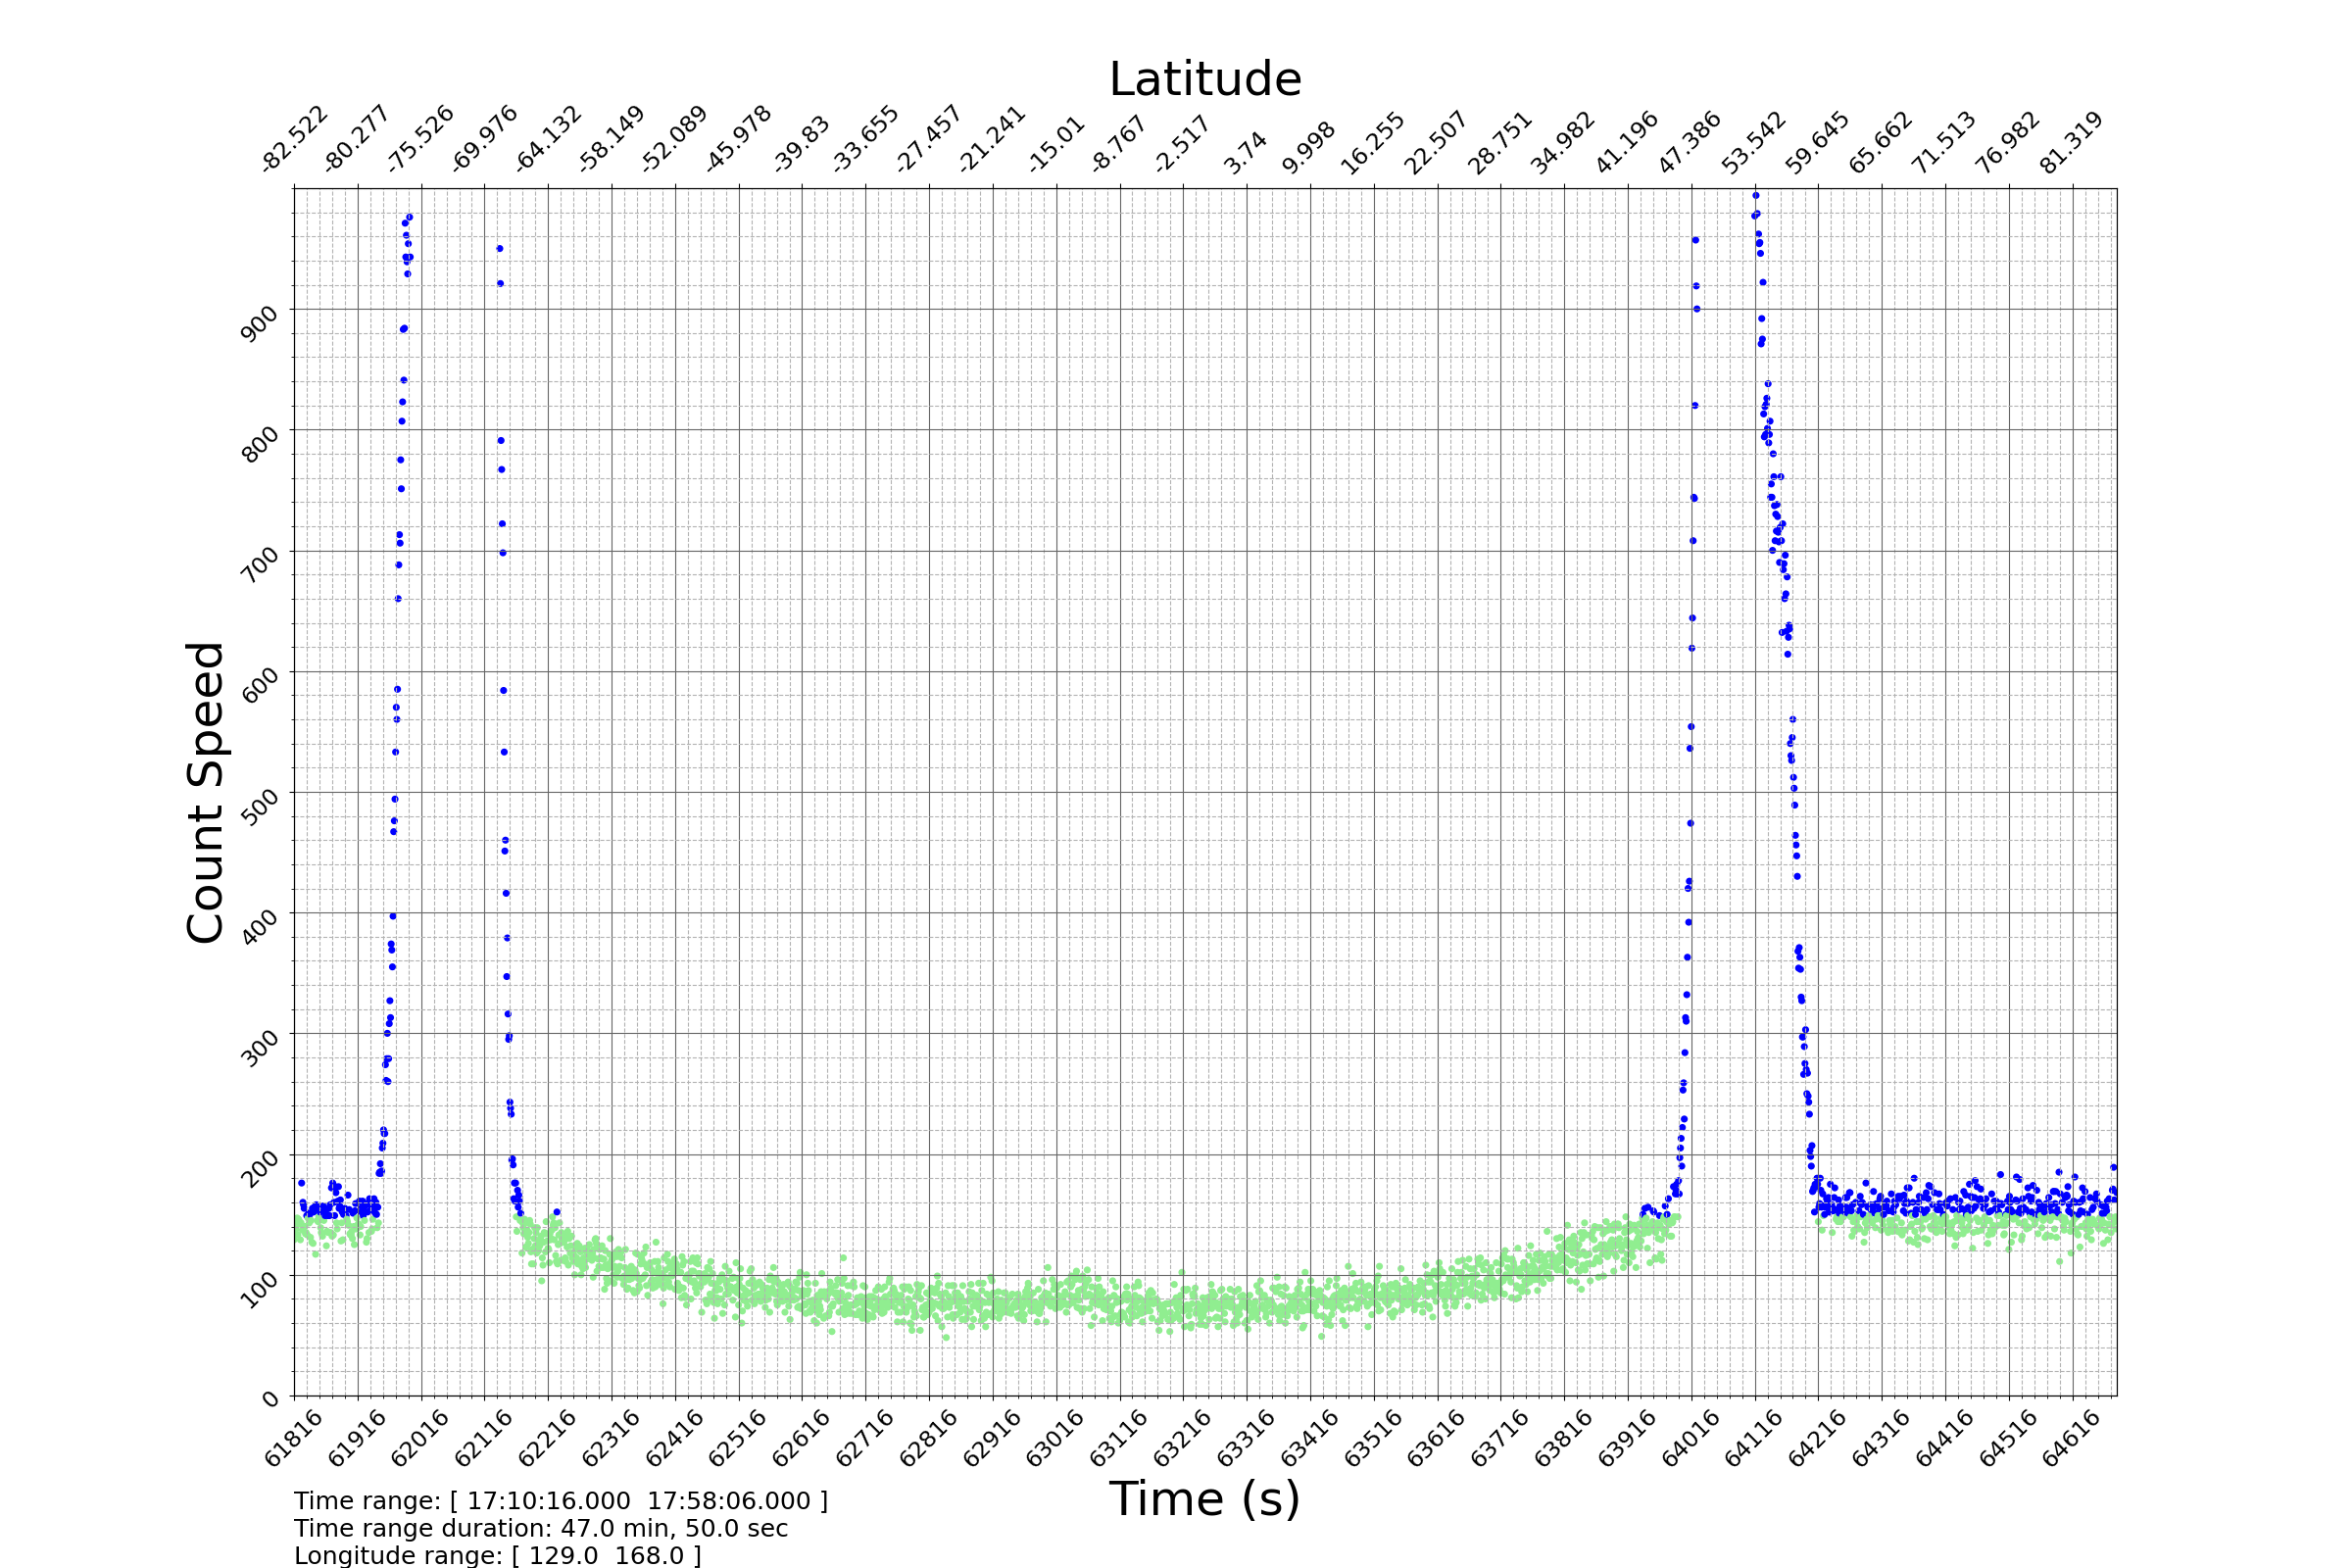 Latitude
-82.522 -80.277 -75.526 -69.976 -64.132 -58.149 -52.089 -45.978 -39.83 -33.655 -27.457 -21.241 -15.01 -8.767 -2.517 3.74 9.998 16.255 22.507 28.751 34.982 41.196 47.386 53.542 59.645 65.662 71.513 76.982 81.319
900
800
700
600
500
400
300
200
100
0
Count Speed
61816 61916 62016 62116 62216 62316 62416 62516 62616 62716 62816 62916 63016 63116 63216 63316 63416 63516 63616 63716 63816 63916 64016 64116 64216 64316 64416 64516 64616
Time (s)
Time range: [ 17:10:16.000  17:58:06.000 ]
Time range duration: 47.0 min, 50.0 sec
Longitude range: [ 129.0  168.0 ]